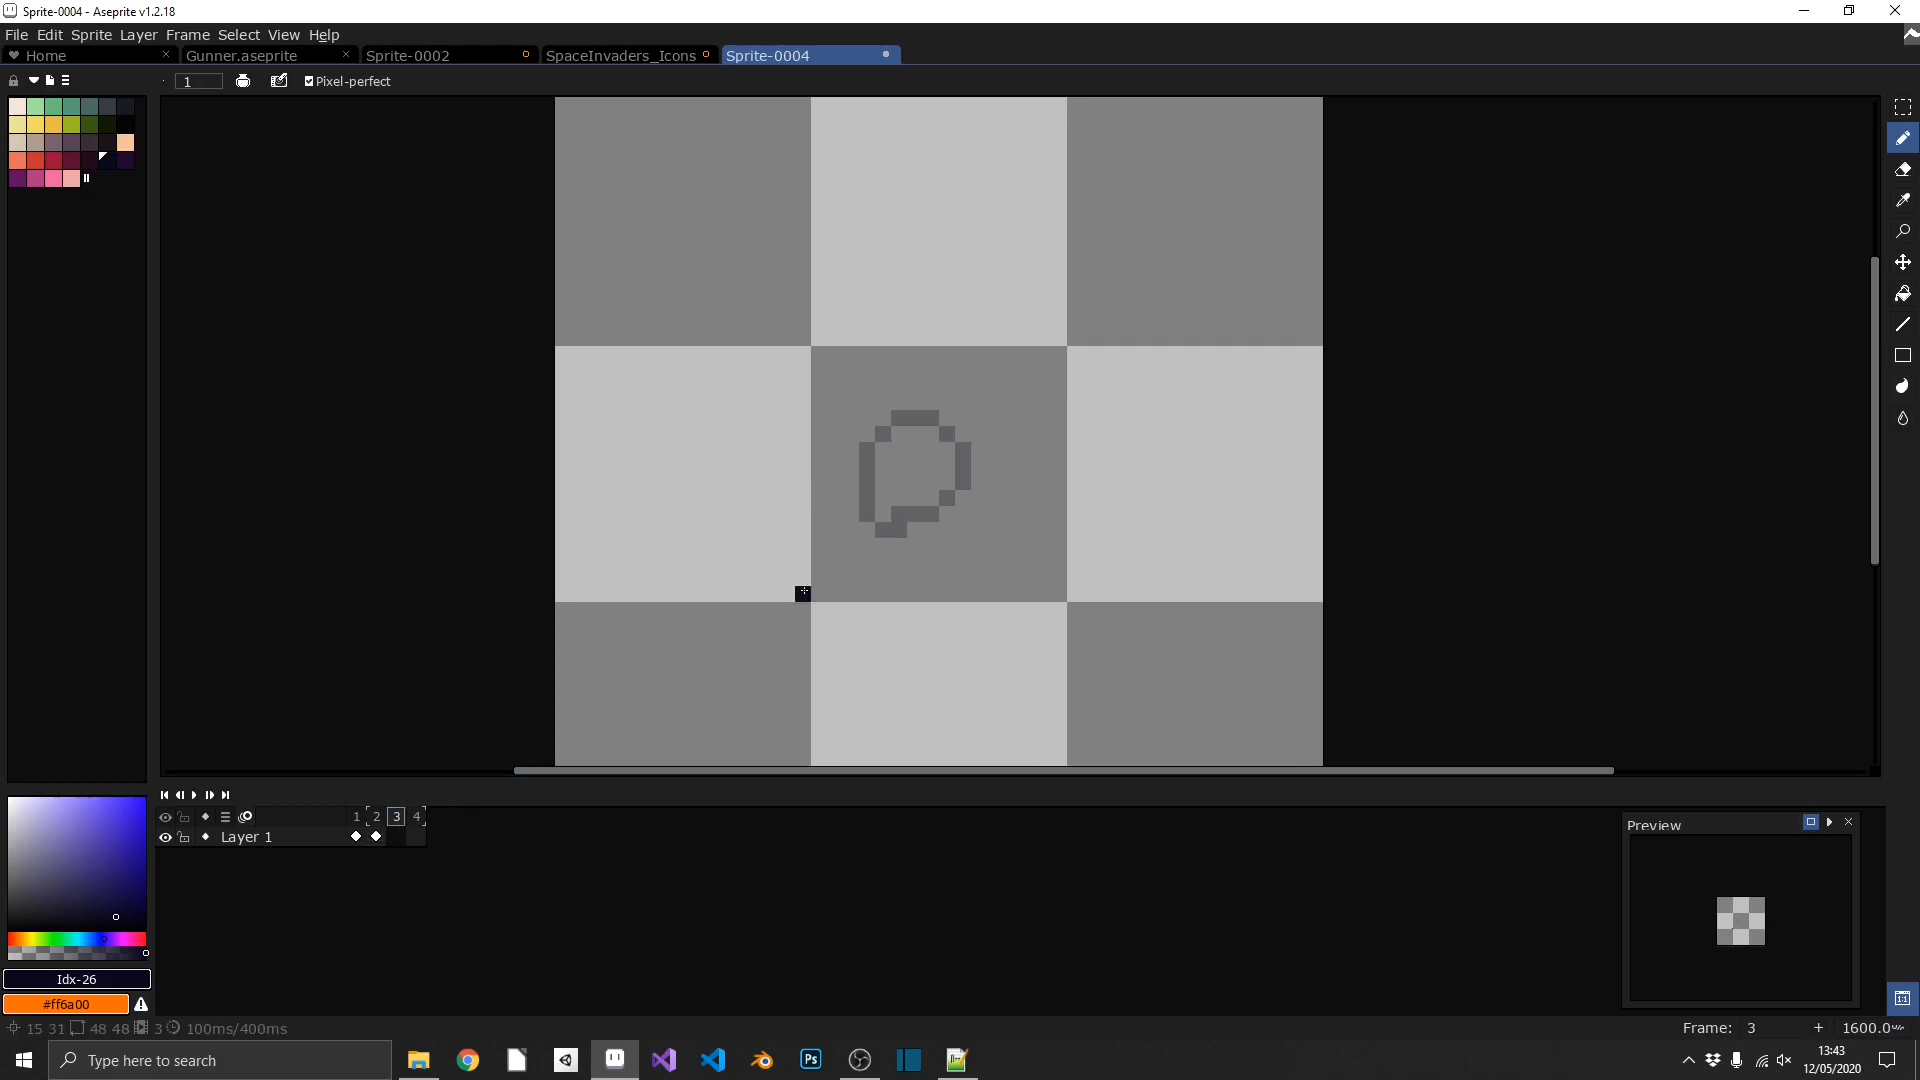 Sprite-0004 - Aseprite v1.2.18
File Edit Sprite Layer Frame Select View Help
Home Gunner.aseprite Sprite-0002 SpaceInvaders_Icons Sprite-0004
1 Pixel-perfect
1 2 3 4
Layer 1
Preview
Idx-26
#ff6a00
15 31 48 48 3 100ms/400ms
Frame: 3 + 1600.0
Type here to search
Ps
13:43
12/05/2020